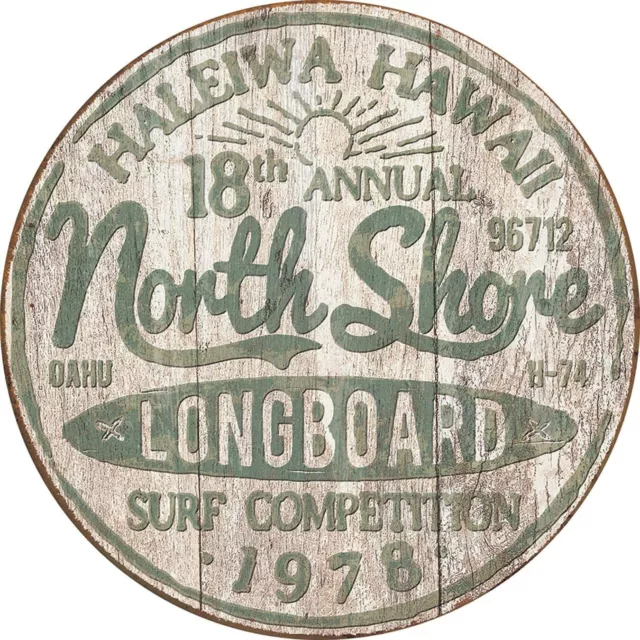 HALEIWA HAWAII
18th ANNUAL
North Shore
96712
OAHU
H-74
LONGBOARD
SURF COMPETITION
1978